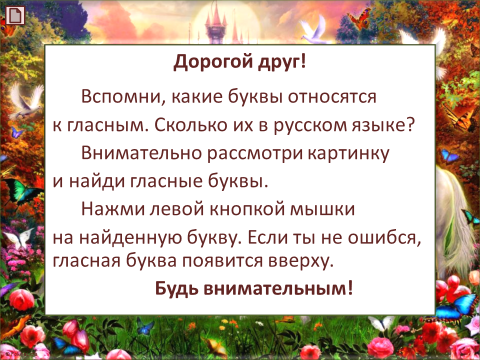 Дорогой друг!
Вспомни, какие буквы относятся
к гласным. Сколько их в русском языке?
Внимательно рассмотри картинку
и найди гласные буквы.
Нажми левой кнопкой мышки
на найденную букву. Если ты не ошибся,
гласная буква появится вверху.
Будь внимательным!